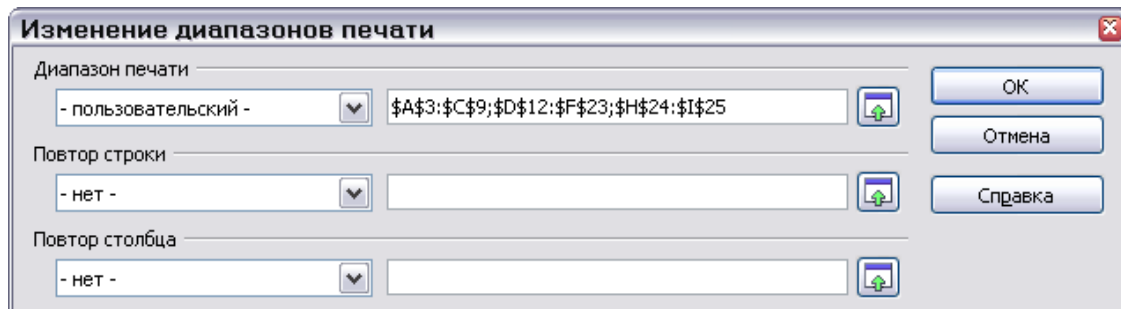 Изменение диапазонов печати
Диапазон печати
- пользовательский -
$A$3:$C$9;$D$12:$F$23;$H$24:$I$25
OK
Отмена
Повтор строки
- нет -
Справка
Повтор столбца
- нет -